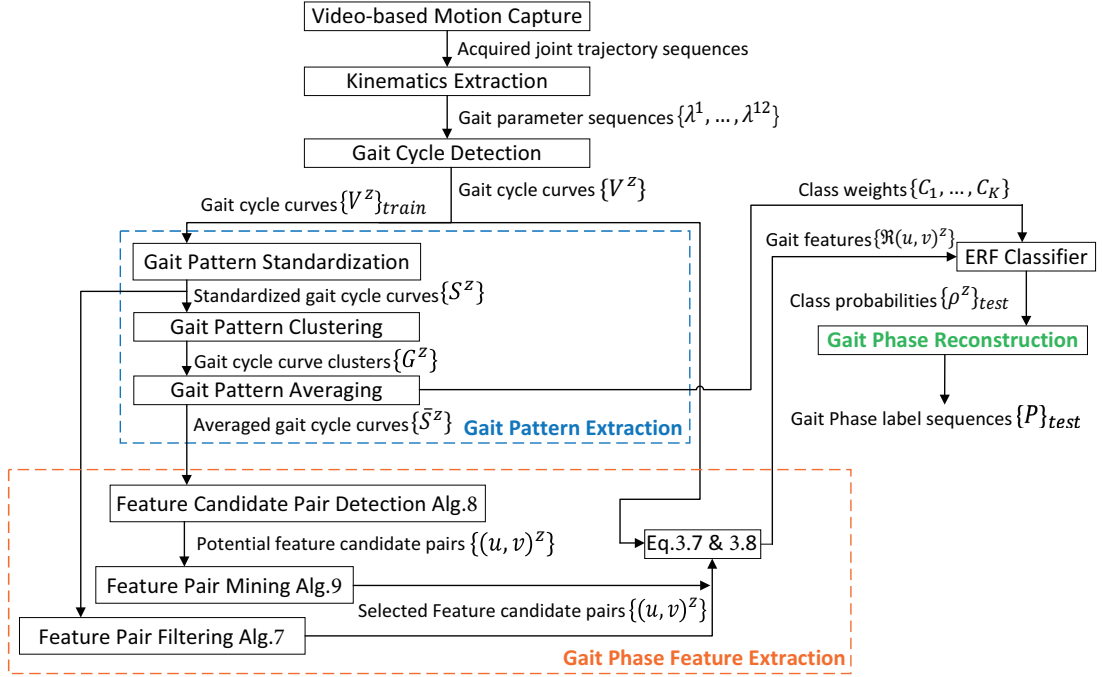 Video-based Motion Capture
Acquired joint trajectory sequences
Kinematics Extraction
Gait parameter sequences {λ¹, …, λ¹²}
Gait Cycle Detection
Gait cycle curves {V^z}_train
Gait cycle curves {V^z}
Gait Pattern Standardization
Standardized gait cycle curves {S^z}
Gait Pattern Clustering
Gait cycle curve clusters {G^z}
Gait Pattern Averaging
Averaged gait cycle curves {S̄^z}
Gait Pattern Extraction
Class weights {C₁, …, C_K}
Gait features {ℜ(u, v)^z}
ERF Classifier
Class probabilities {ρ^z}_test
Gait Phase Reconstruction
Gait Phase label sequences {P}_test
Feature Candidate Pair Detection Alg.8
Potential feature candidate pairs {(u, v)^z}
Eq.3.7 & 3.8
Feature Pair Mining Alg.9
Selected Feature candidate pairs {(u, v)^z}
Feature Pair Filtering Alg.7
Gait Phase Feature Extraction